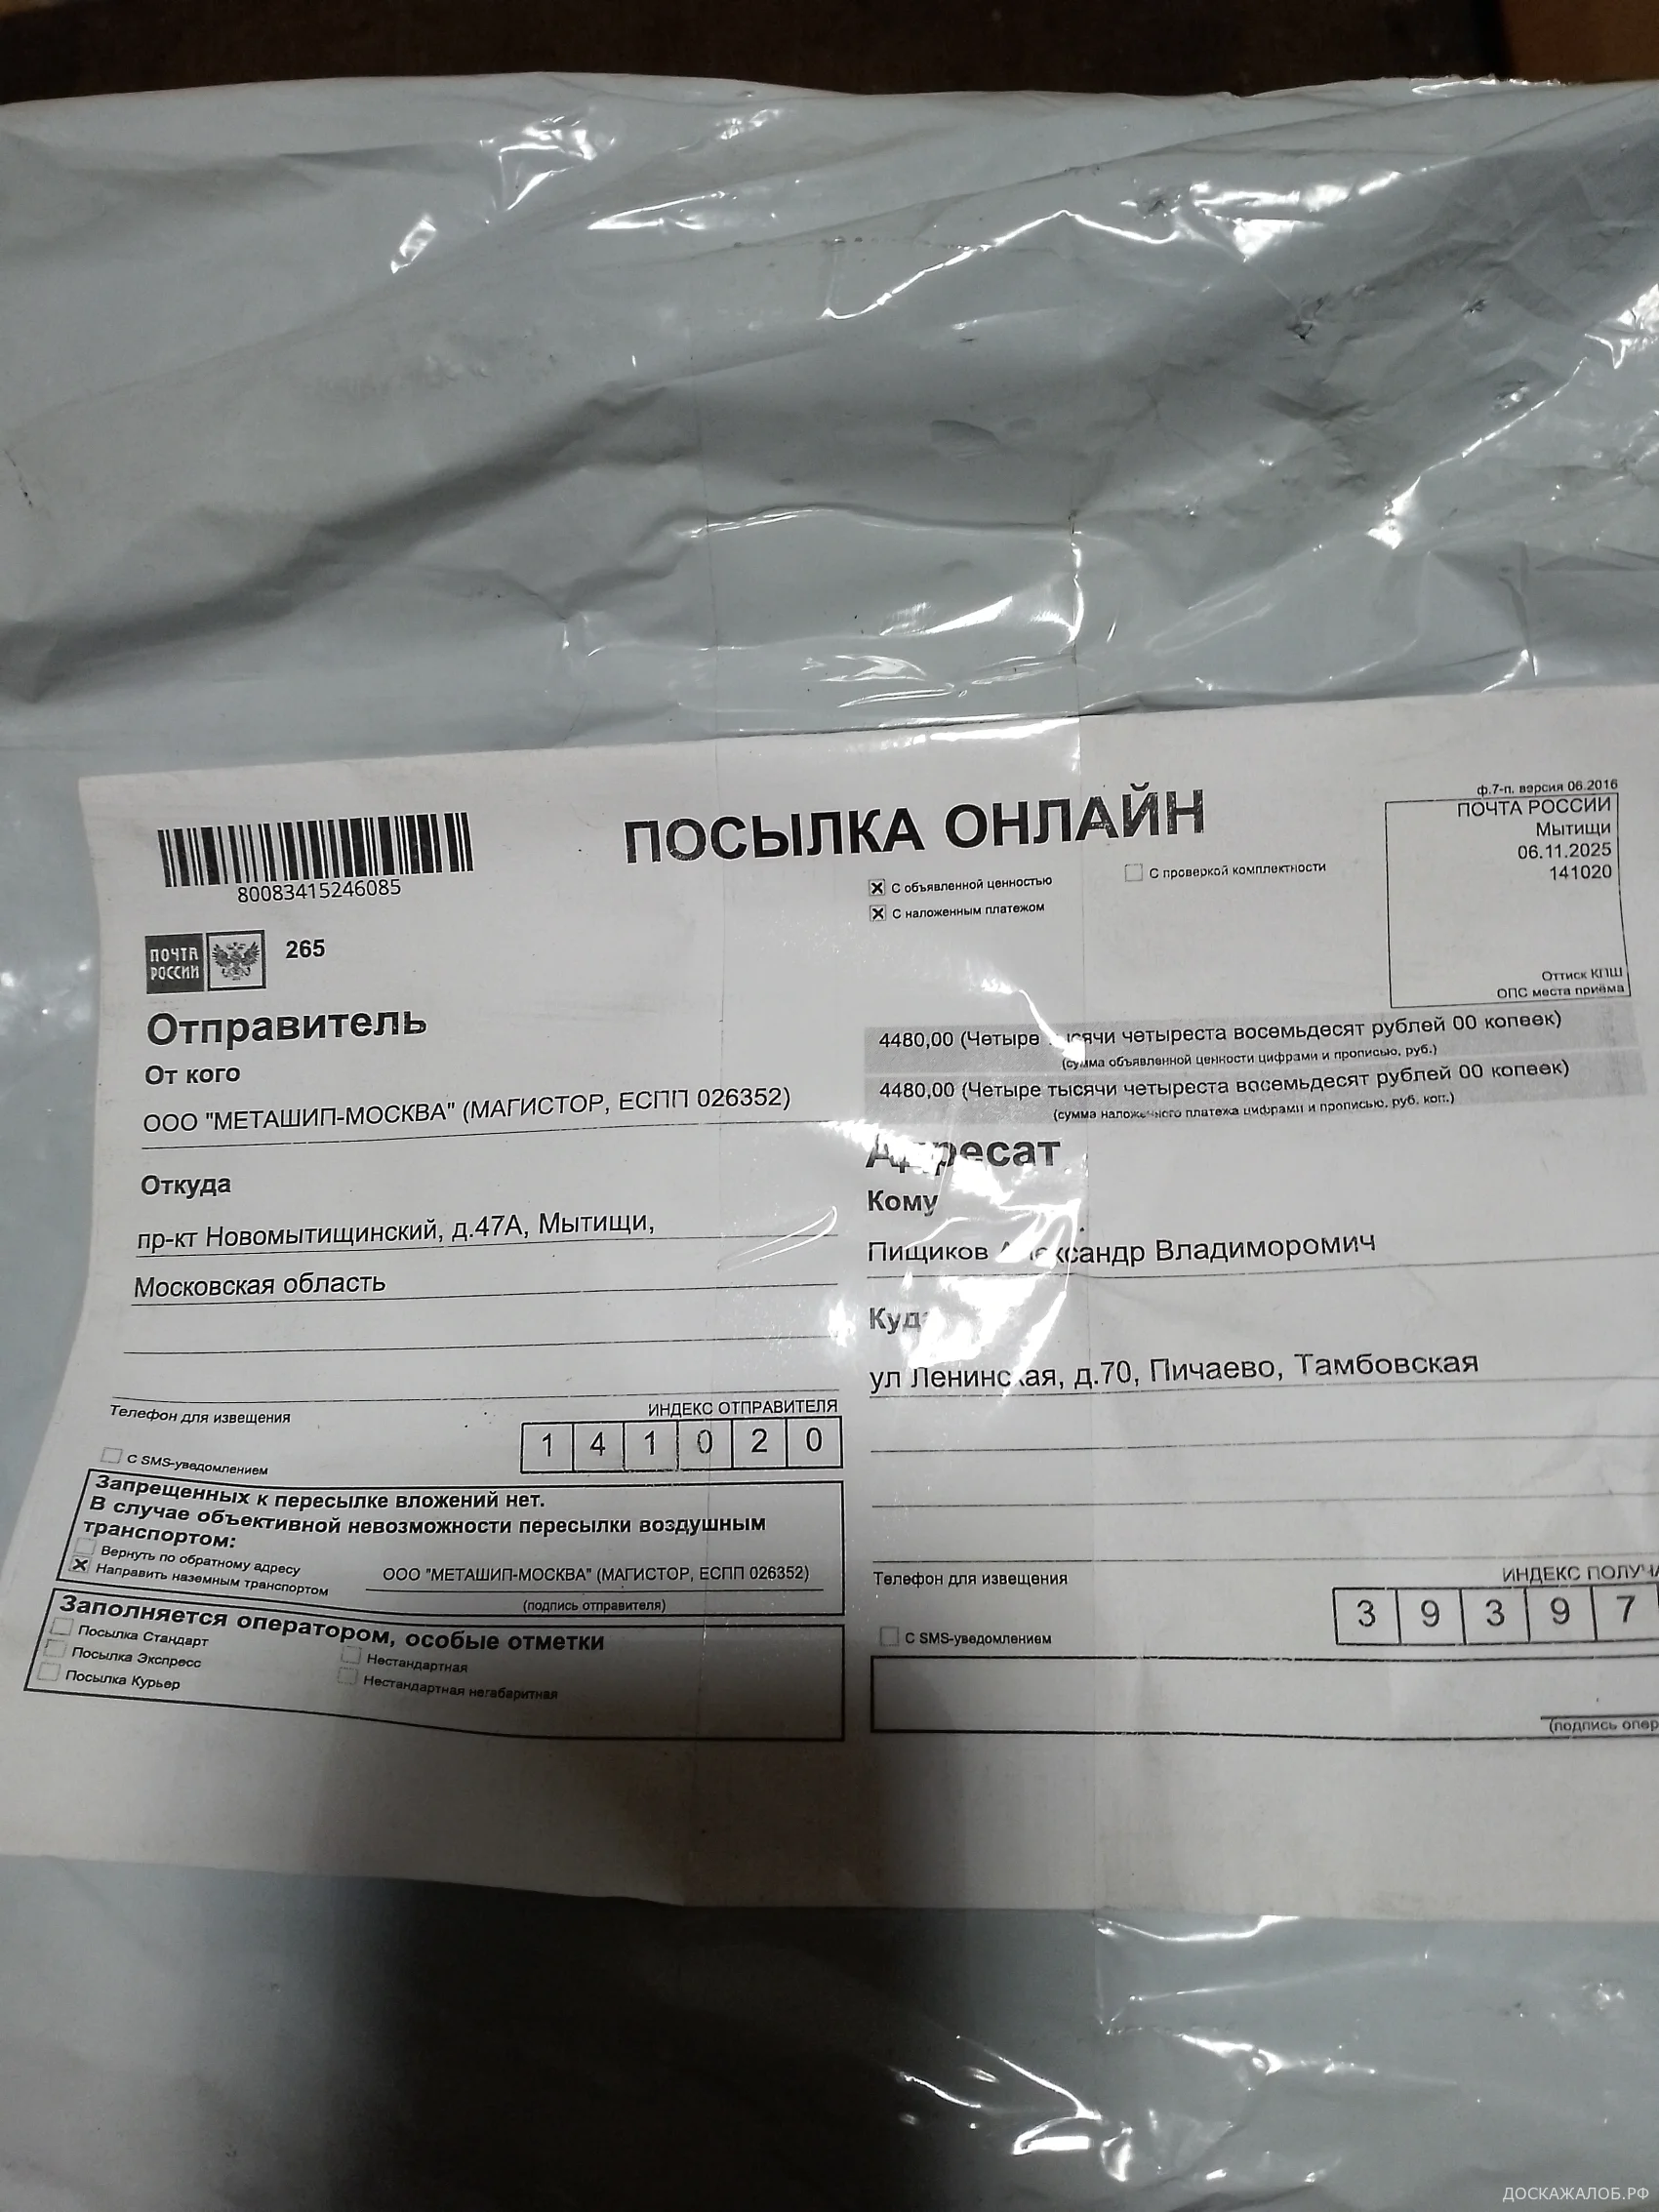 ф.7-п. версия 06.2016
ПОСЫЛКА ОНЛАЙН
ПОЧТА РОССИИ
Мытищи
06.11.2025
141020
Оттиск КПШ
ОПС места приёма
80083415246085
С объявленной ценностью
С проверкой комплектности
С наложенным платежом
ПОЧТА
РОССИИ
265
Отправитель
От кого
ООО "МЕТАШИП-МОСКВА" (МАГИСТОР, ЕСПП 026352)
Откуда
пр-кт Новомытищинский, д.47А, Мытищи,
Московская область
Телефон для извещения
ИНДЕКС ОТПРАВИТЕЛЯ
1 4 1 0 2 0
С SMS-уведомлением
Запрещенных к пересылке вложений нет.
В случае объективной невозможности пересылки воздушным
транспортом:
Вернуть по обратному адресу
Направить наземным транспортом
ООО "МЕТАШИП-МОСКВА" (МАГИСТОР, ЕСПП 026352)
(подпись отправителя)
Заполняется оператором, особые отметки
Посылка Стандарт
Посылка Экспресс
Посылка Курьер
Нестандартная
Нестандартная негабаритная
4480,00 (Четыре тысячи четыреста восемьдесят рублей 00 копеек)
(сумма объявленной ценности цифрами и прописью, руб.)
4480,00 (Четыре тысячи четыреста восемьдесят рублей 00 копеек)
(сумма наложенного платежа цифрами и прописью, руб. коп.)
Адресат
Кому
Пищиков Александр Владиморомич
Куда
ул Ленинская, д.70, Пичаево, Тамбовская
Телефон для извещения
ИНДЕКС
3 9 3 9 7
С SMS-уведомлением
(подпись
ДОСКАЖАЛОБ.РФ